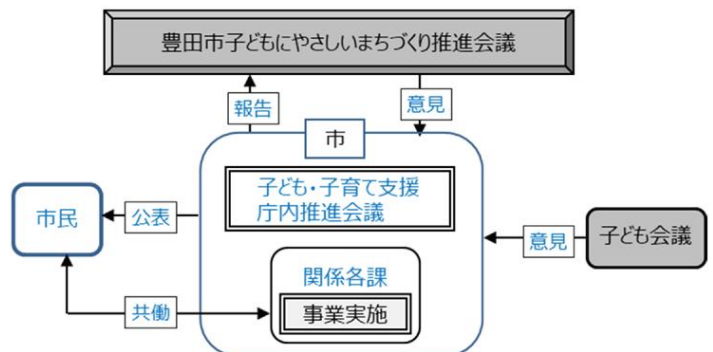 豊田市子どもにやさしいまちづくり推進会議
報告
意見
市
子ども・子育て支援
庁内推進会議
市民
公表
意見
子ども会議
関係各課
共働
事業実施